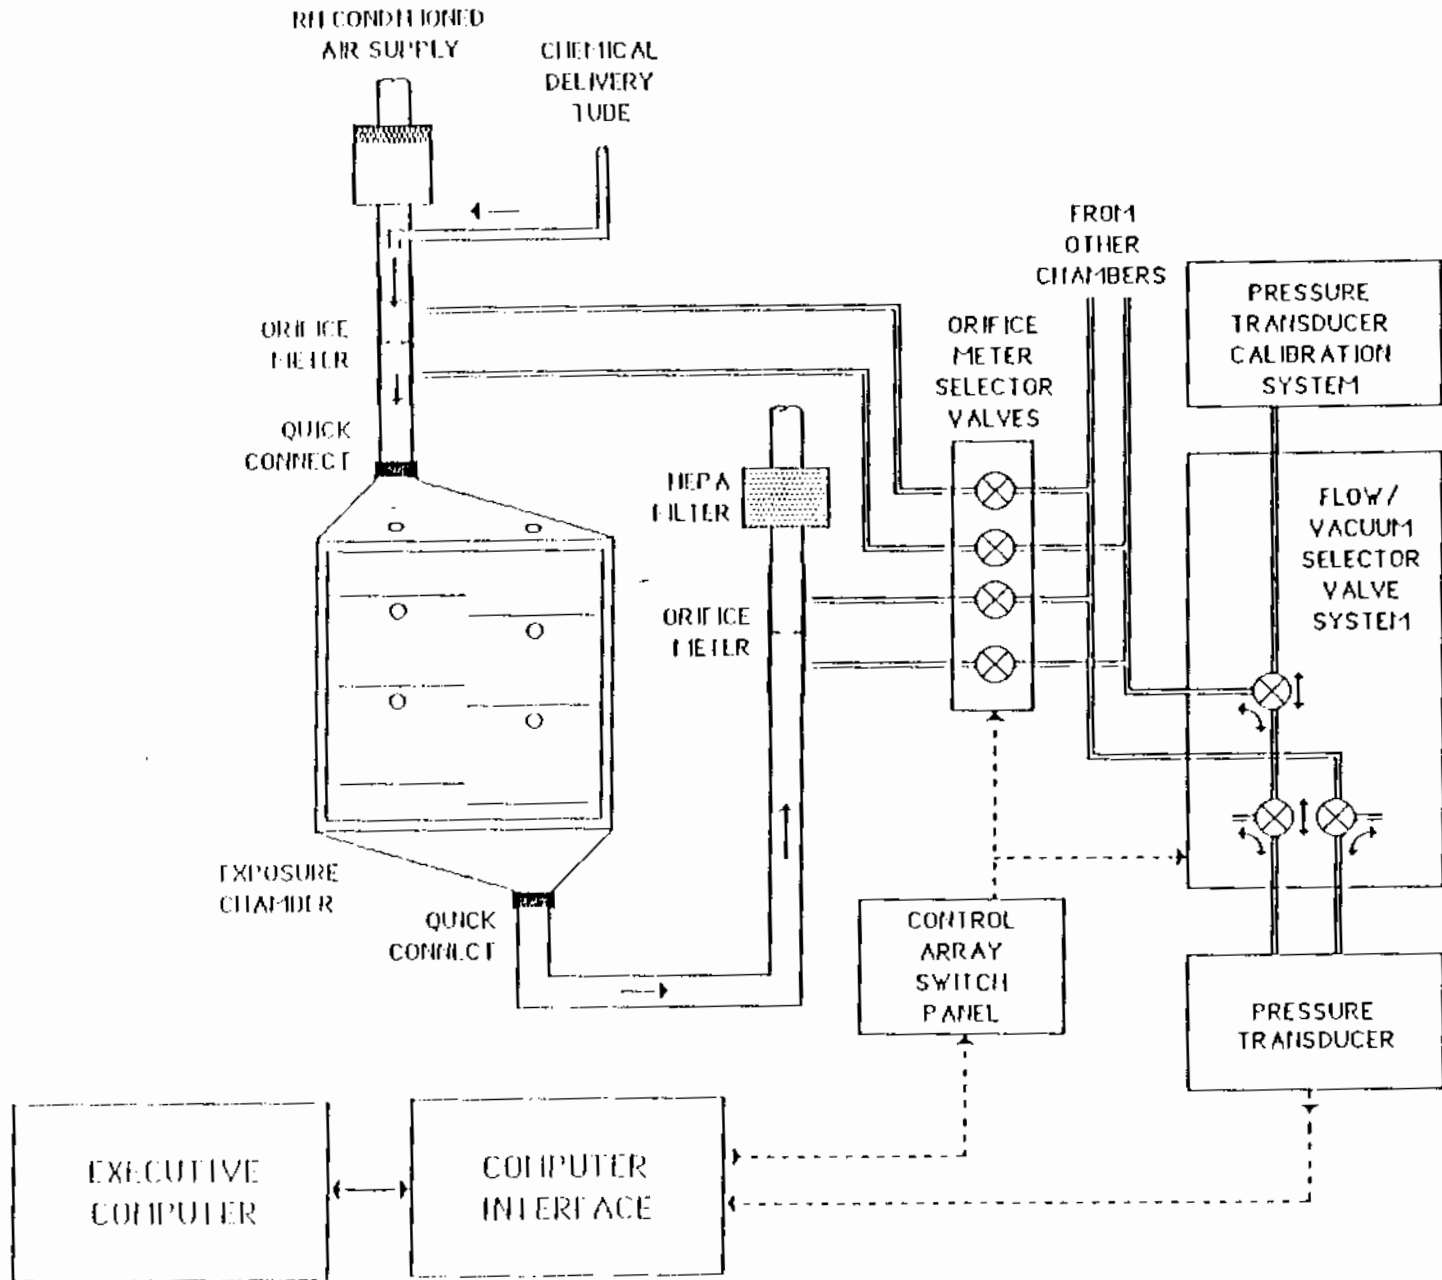 RH CONDITIONED
AIR SUPPLY
CHEMICAL
DELIVERY
TUBE
FROM
OTHER
CHAMBERS
PRESSURE
TRANSDUCER
CALIBRATION
SYSTEM
ORIFICE
METER
ORIFICE
METER
SELECTOR
VALVES
QUICK
CONNECT
HEPA
FILTER
FLOW/
VACUUM
SELECTOR
VALVE
SYSTEM
ORIFICE
METER
EXPOSURE
CHAMBER
QUICK
CONNECT
CONTROL
ARRAY
SWITCH
PANEL
PRESSURE
TRANSDUCER
EXECUTIVE
COMPUTER
COMPUTER
INTERFACE